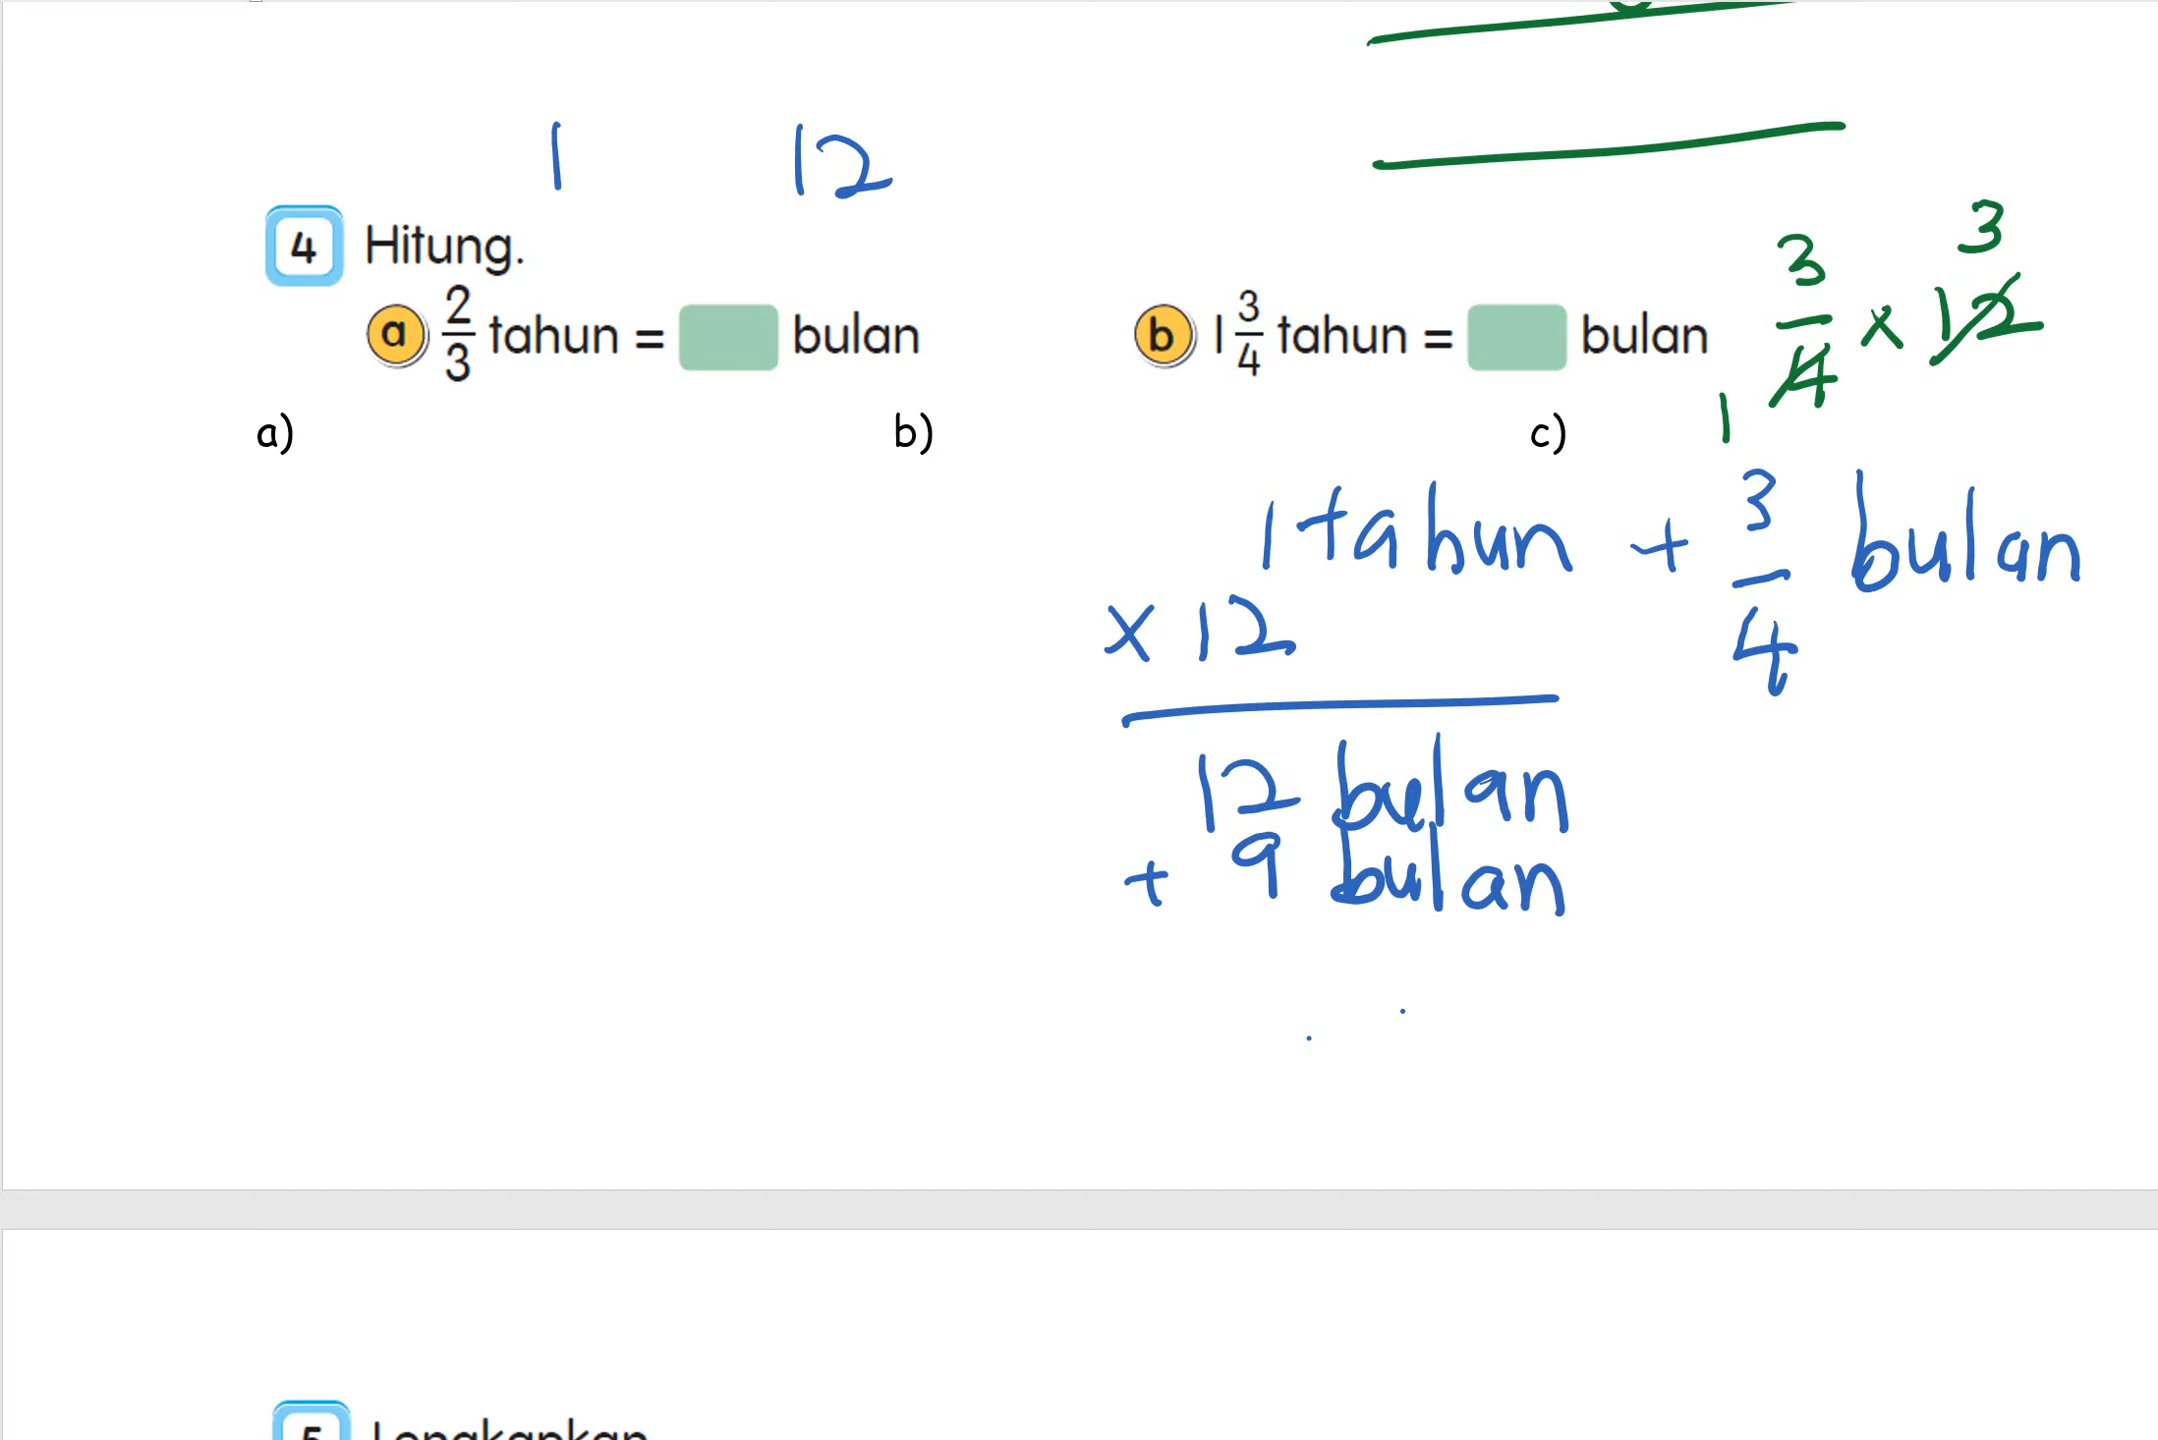 1 12
4 Hitung.
a 2/3 tahun = bulan
b 1 3/4 tahun = bulan
3/4 x 12
3
1
a) b) c)
1 tahun + 3/4 bulan
x 12
12 bulan
+ 9 bulan
5 Lengkapkan